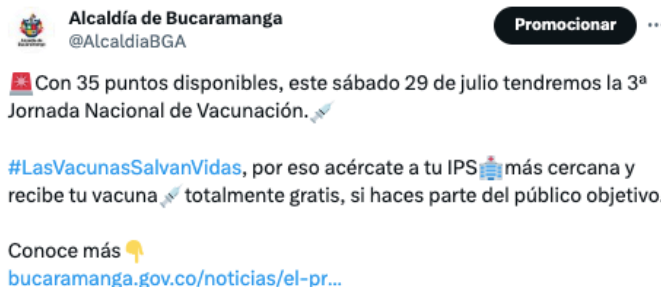 Alcaldía de Bucaramanga
@AlcaldiaBGA
Promocionar
🚨Con 35 puntos disponibles, este sábado 29 de julio tendremos la 3ª
Jornada Nacional de Vacunación.💉
#LasVacunasSalvanVidas, por eso acércate a tu IPS🏥más cercana y
recibe tu vacuna💉totalmente gratis, si haces parte del público objetivo.
Conoce más👇
bucaramanga.gov.co/noticias/el-pr...